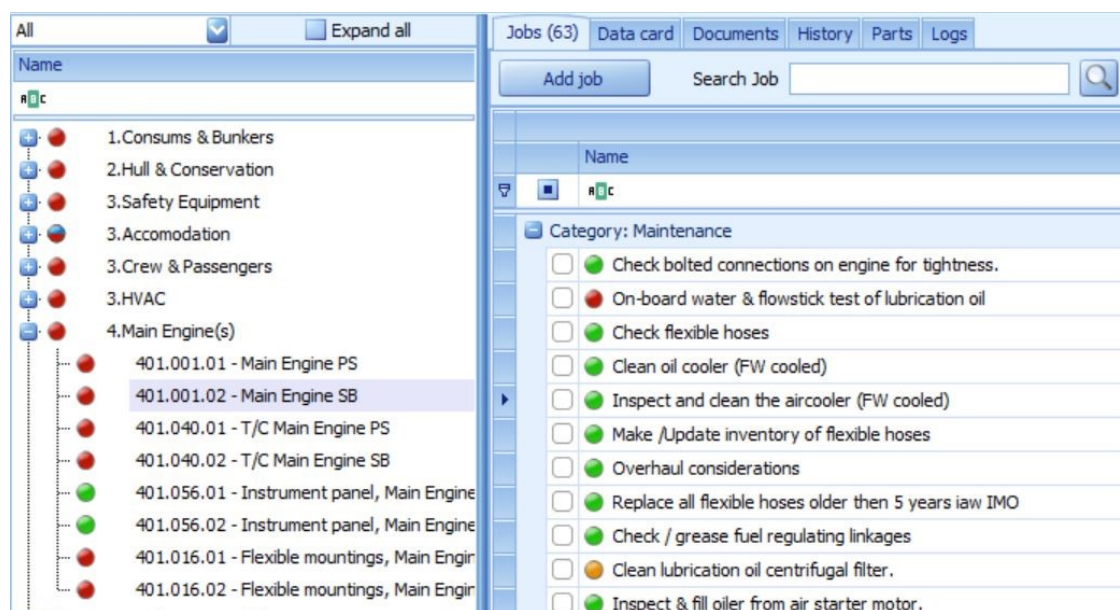 All
Expand all
Name
ABC
1.Consums & Bunkers
2.Hull & Conservation
3.Safety Equipment
3.Accomodation
3.Crew & Passengers
3.HVAC
4.Main Engine(s)
401.001.01 - Main Engine PS
401.001.02 - Main Engine SB
401.040.01 - T/C Main Engine PS
401.040.02 - T/C Main Engine SB
401.056.01 - Instrument panel, Main Engine
401.056.02 - Instrument panel, Main Engine
401.016.01 - Flexible mountings, Main Engin
401.016.02 - Flexible mountings, Main Engir
Jobs (63) Data card Documents History Parts Logs
Add job Search Job
Name
ABC
Category: Maintenance
Check bolted connections on engine for tightness.
On-board water & flowstick test of lubrication oil
Check flexible hoses
Clean oil cooler (FW cooled)
Inspect and clean the aircooler (FW cooled)
Make /Update inventory of flexible hoses
Overhaul considerations
Replace all flexible hoses older then 5 years iaw IMO
Check / grease fuel regulating linkages
Clean lubrication oil centrifugal filter.
Inspect & fill oiler from air starter motor.